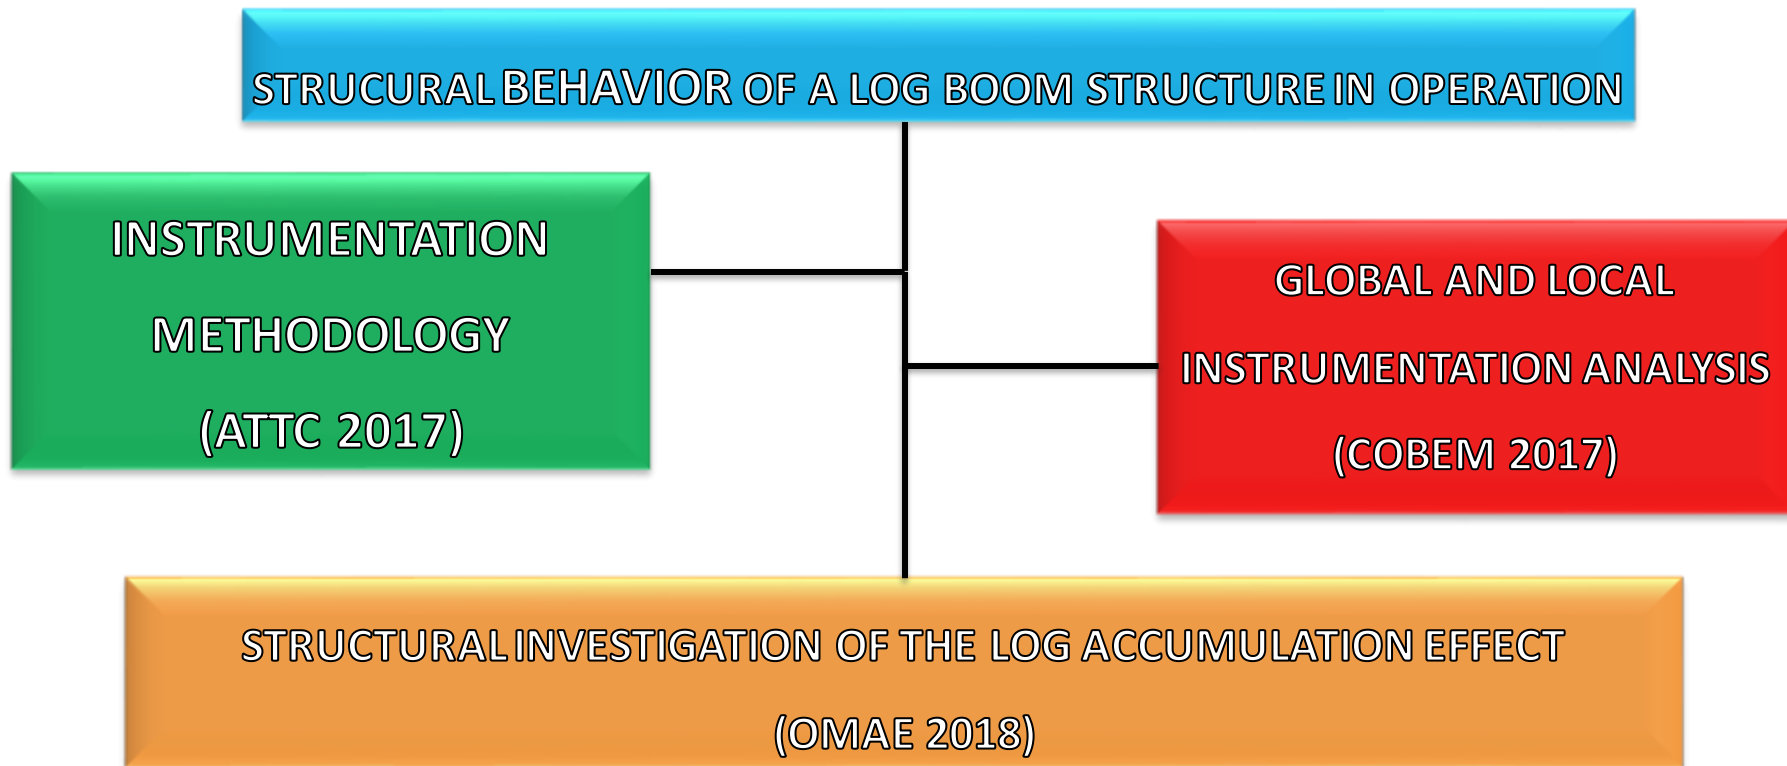 STRUCURAL BEHAVIOR OF A LOG BOOM STRUCTURE IN OPERATION
INSTRUMENTATION
METHODOLOGY
(ATTC 2017)
GLOBAL AND LOCAL
INSTRUMENTATION ANALYSIS
(COBEM 2017)
STRUCTURAL INVESTIGATION OF THE LOG ACCUMULATION EFFECT
(OMAE 2018)